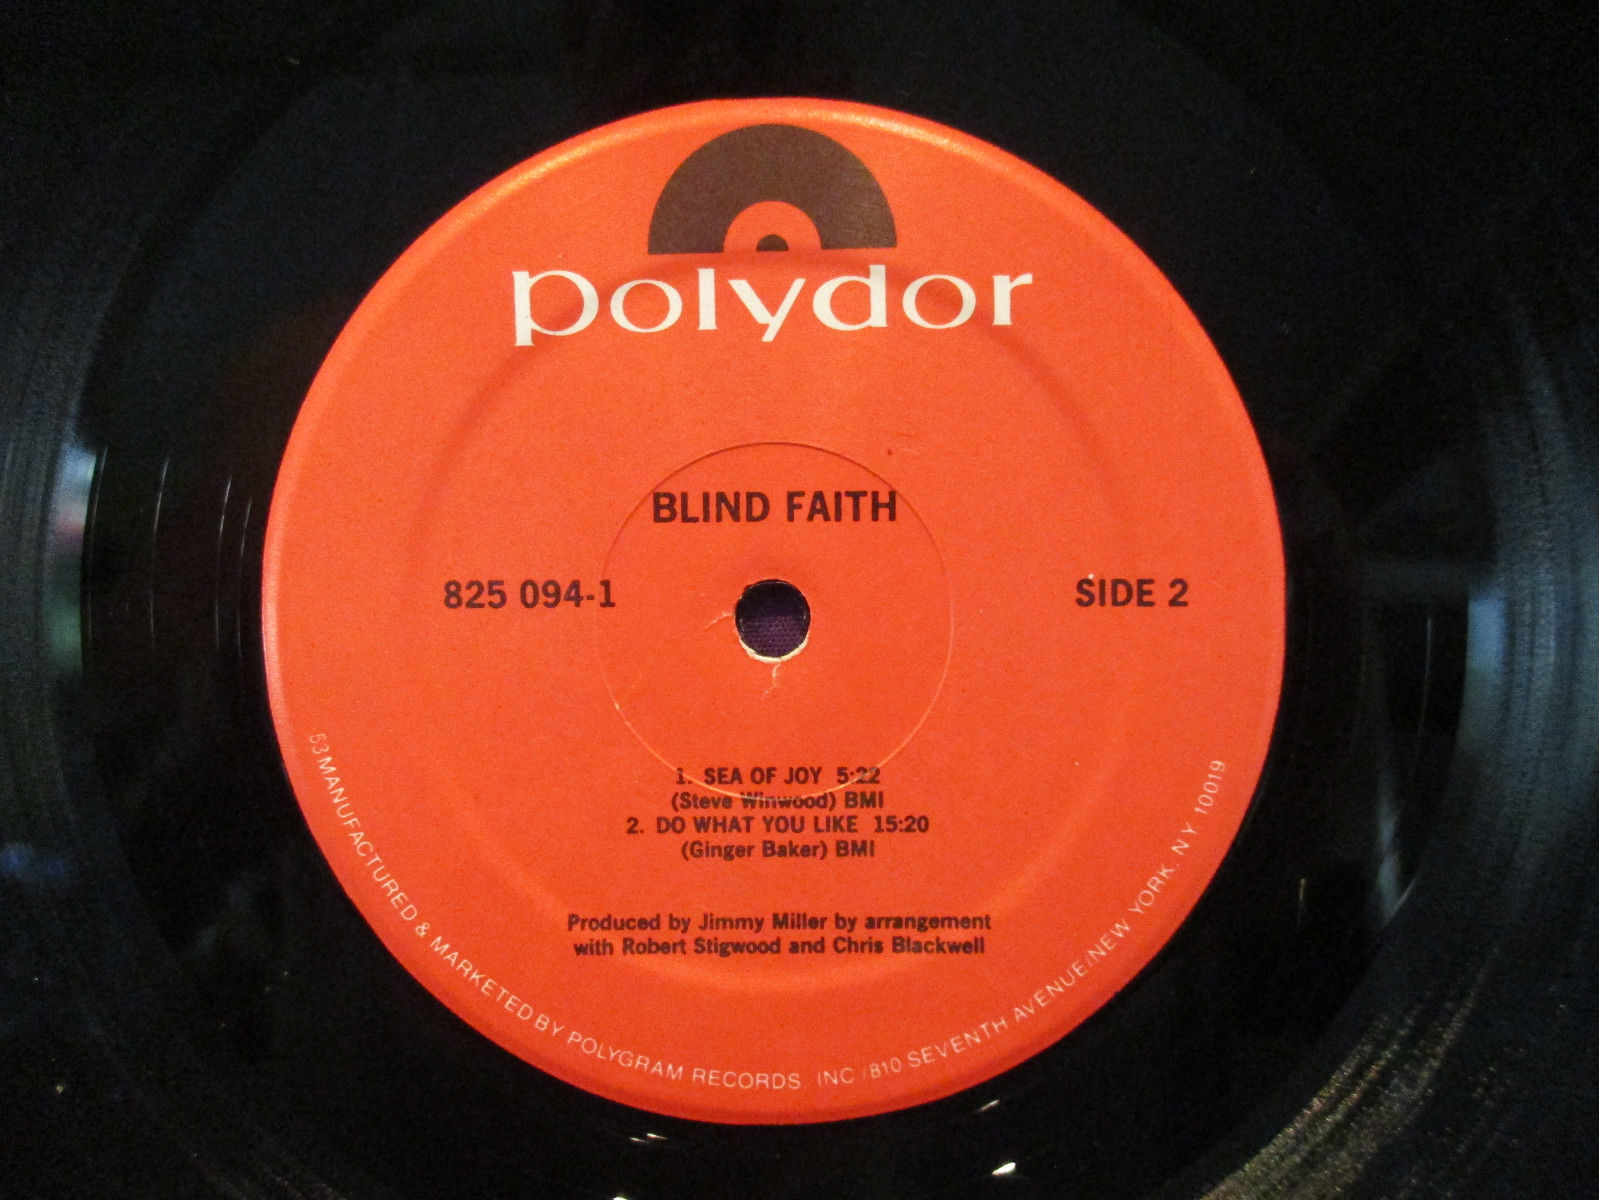 polydor
BLIND FAITH
825 094-1
SIDE 2
1. SEA OF JOY 5:22
(Steve Winwood) BMI
2. DO WHAT YOU LIKE 15:20
(Ginger Baker) BMI
Produced by Jimmy Miller by arrangement
with Robert Stigwood and Chris Blackwell
53 MANUFACTURED & MARKETED BY POLYGRAM RECORDS INC /810 SEVENTH AVENUE/NEW YORK, NY 10019